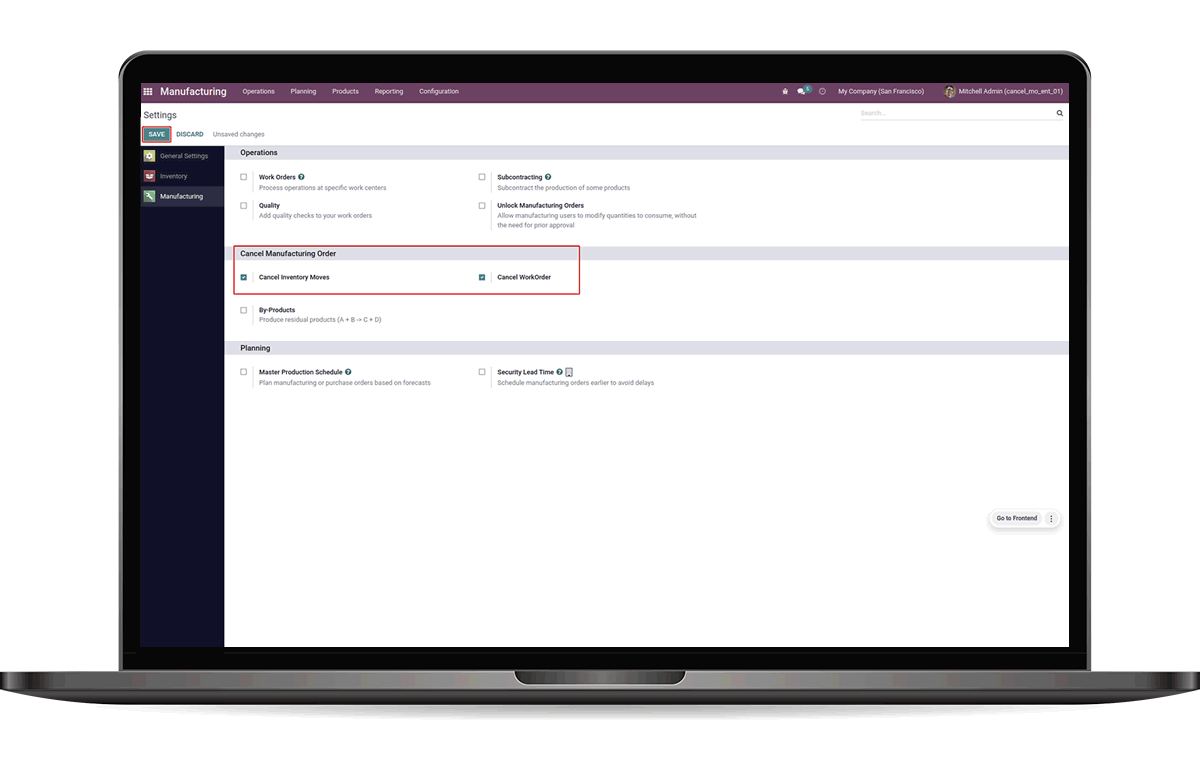 Manufacturing Operations Planning Products Reporting Configuration 5 My Company (San Francisco) Mitchell Admin (cancel_mo_ent_01)
Settings
Search...
SAVE DISCARD Unsaved changes
General Settings
Inventory
Manufacturing
Operations
Work Orders ?
Process operations at specific work centers
Subcontracting ?
Subcontract the production of some products
Quality
Add quality checks to your work orders
Unlock Manufacturing Orders
Allow manufacturing users to modify quantities to consume, without
the need for prior approval
Cancel Manufacturing Order
Cancel Inventory Moves
Cancel WorkOrder
By-Products
Produce residual products (A + B -> C + D)
Planning
Master Production Schedule ?
Plan manufacturing or purchase orders based on forecasts
Security Lead Time ?
Schedule manufacturing orders earlier to avoid delays
Go to Frontend